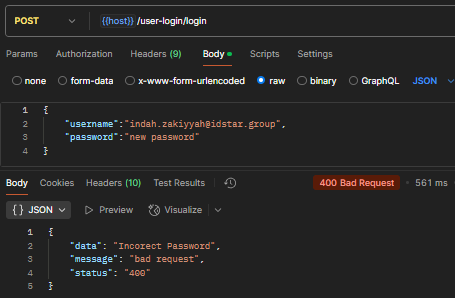 POST {{host}} /user-login/login
Params Authorization Headers (9) Body Scripts Settings
none form-data x-www-form-urlencoded raw binary GraphQL JSON
1 {
2 "username":"indah.zakiyyah@idstar.group",
3 "password":"new password"
4 }
Body Cookies Headers (10) Test Results 400 Bad Request 561 ms
{} JSON Preview Visualize
1 {
2 "data": "Incorect Password",
3 "message": "bad request",
4 "status": "400"
5 }